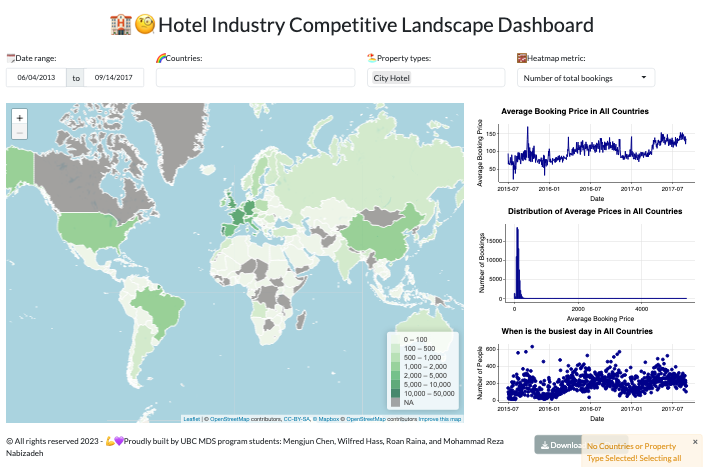 Hotel Industry Competitive Landscape Dashboard
Date range:
Countries:
Property types:
Heatmap metric:
06/04/2013 to 09/14/2017
City Hotel
Number of total bookings
+
−
0 – 100
100 – 500
500 – 1,000
1,000 – 2,000
2,000 – 5,000
5,000 – 10,000
10,000 – 50,000
NA
Leaflet | © OpenStreetMap contributors, CC-BY-SA, © Mapbox © OpenStreetMap contributors Improve this map
Average Booking Price in All Countries
Average Booking Price
150
100
50
2015-07 2016-01 2016-07 2017-01 2017-07
Date
Distribution of Average Prices in All Countries
Number of Bookings
15000
10000
5000
0
0 2000 4000
Average Booking Price
When is the busiest day in All Countries
Number of People
600
400
200
0
2015-07 2016-01 2016-07 2017-01 2017-07
Date
© All rights reserved 2023 - Proudly built by UBC MDS program students: Mengjun Chen, Wilfred Hass, Roan Raina, and Mohammad Reza
Nabizadeh
No Countries or Property
Type Selected! Selecting all
×